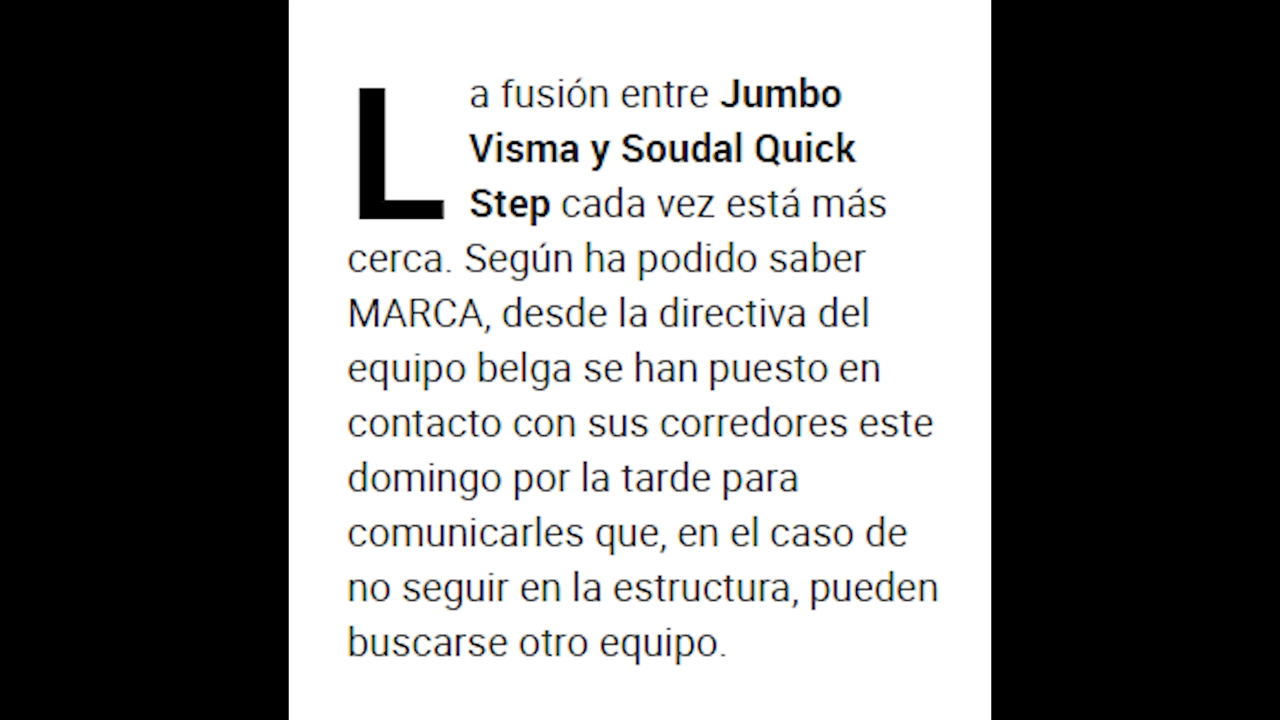 La fusión entre Jumbo
Visma y Soudal Quick
Step cada vez está más
cerca. Según ha podido saber
MARCA, desde la directiva del
equipo belga se han puesto en
contacto con sus corredores este
domingo por la tarde para
comunicarles que, en el caso de
no seguir en la estructura, pueden
buscarse otro equipo.